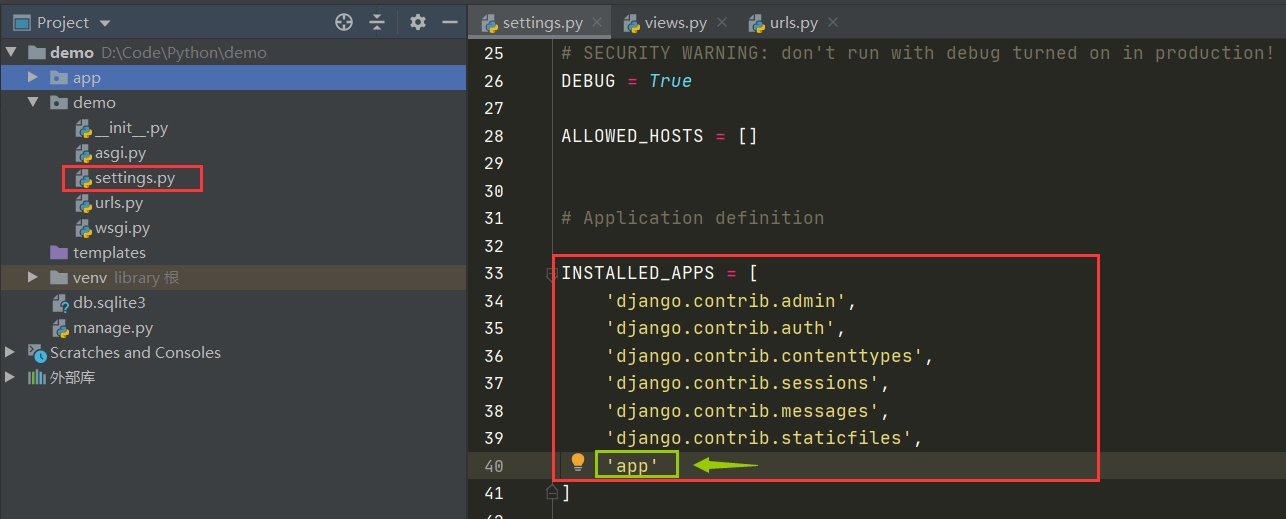 Project
demo D:\Code\Python\demo
app
demo
__init__.py
asgi.py
settings.py
urls.py
wsgi.py
templates
venv library 根
db.sqlite3
manage.py
Scratches and Consoles
外部库
settings.py views.py urls.py
25 # SECURITY WARNING: don't run with debug turned on in production!
26 DEBUG = True
27
28 ALLOWED_HOSTS = []
29
30
31 # Application definition
32
33 INSTALLED_APPS = [
34 'django.contrib.admin',
35 'django.contrib.auth',
36 'django.contrib.contenttypes',
37 'django.contrib.sessions',
38 'django.contrib.messages',
39 'django.contrib.staticfiles',
40 'app'
41 ]